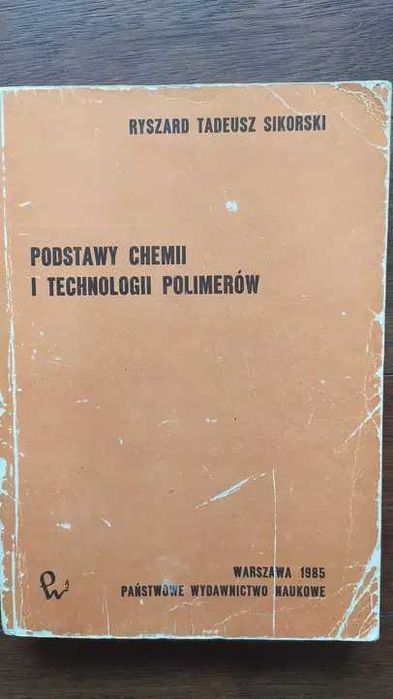 RYSZARD TADEUSZ SIKORSKI
PODSTAWY CHEMII
I TECHNOLOGII POLIMERÓW
WARSZAWA 1985
PAŃSTWOWE WYDAWNICTWO NAUKOWE